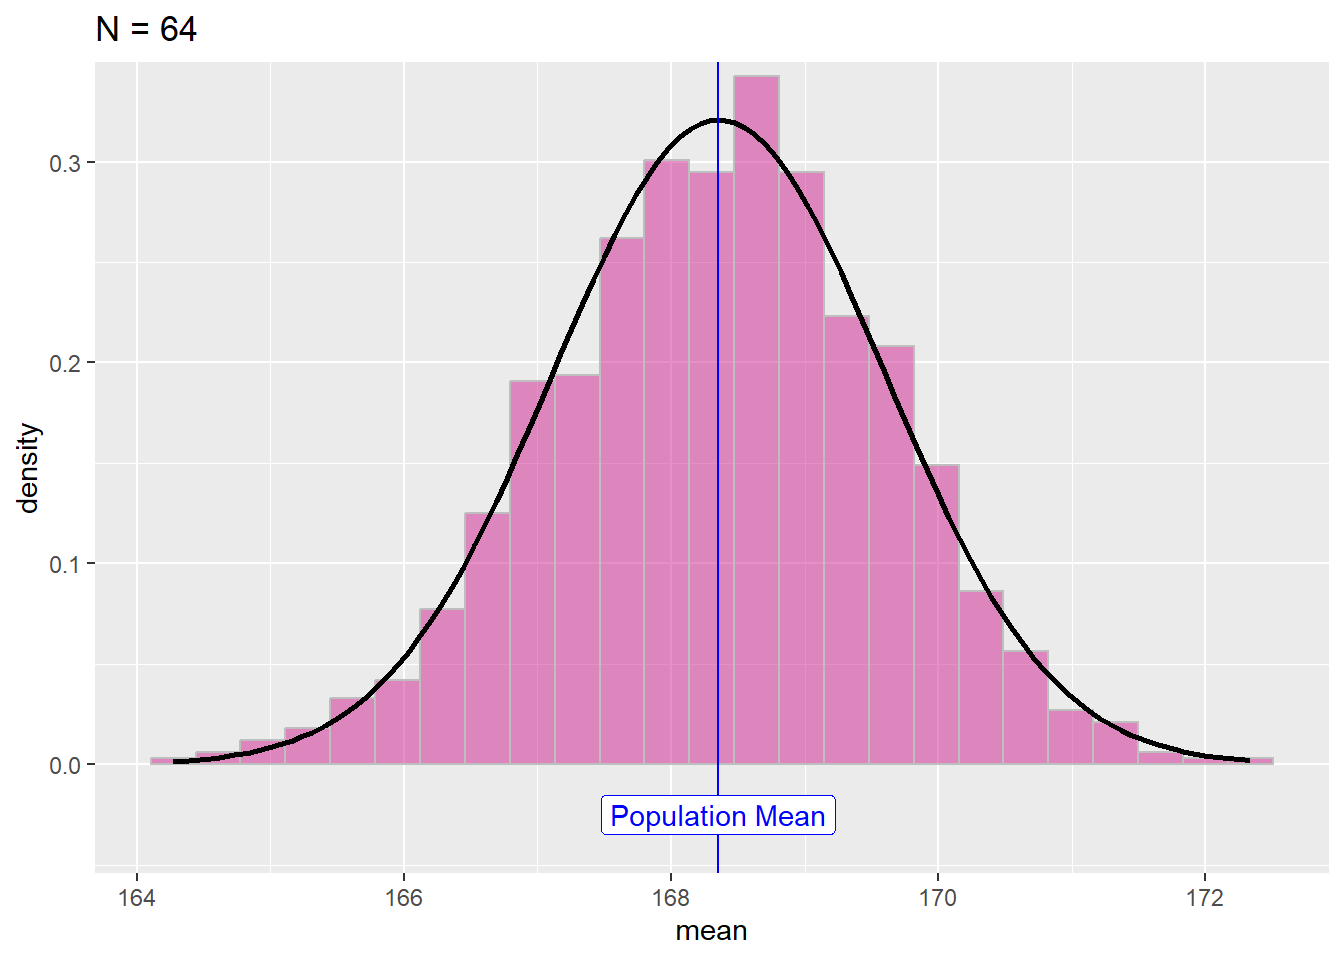 N = 64
density
0.3
0.2
0.1
0.0
Population Mean
164 166 168 170 172
mean